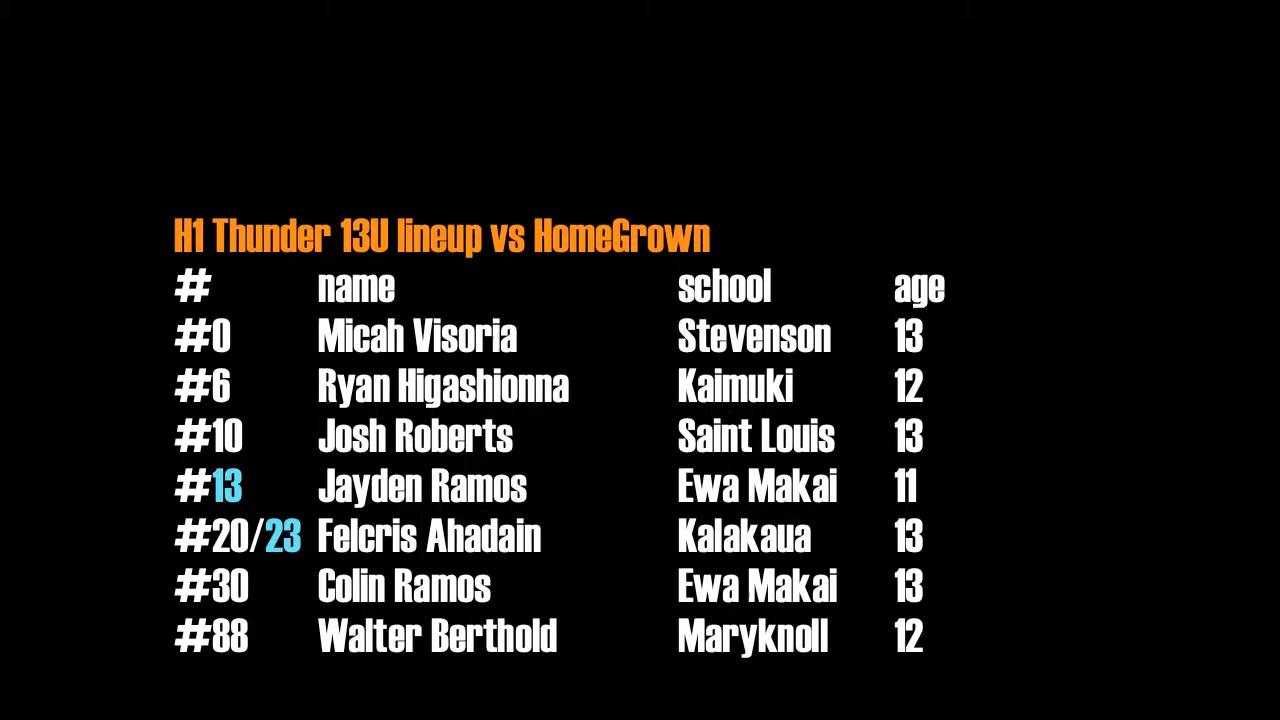 H1 Thunder 13U lineup vs HomeGrown
# name school age
#0 Micah Visoria Stevenson 13
#6 Ryan Higashionna Kaimuki 12
#10 Josh Roberts Saint Louis 13
#13 Jayden Ramos Ewa Makai 11
#20/23 Felcris Ahadain Kalakaua 13
#30 Colin Ramos Ewa Makai 13
#88 Walter Berthold Maryknoll 12